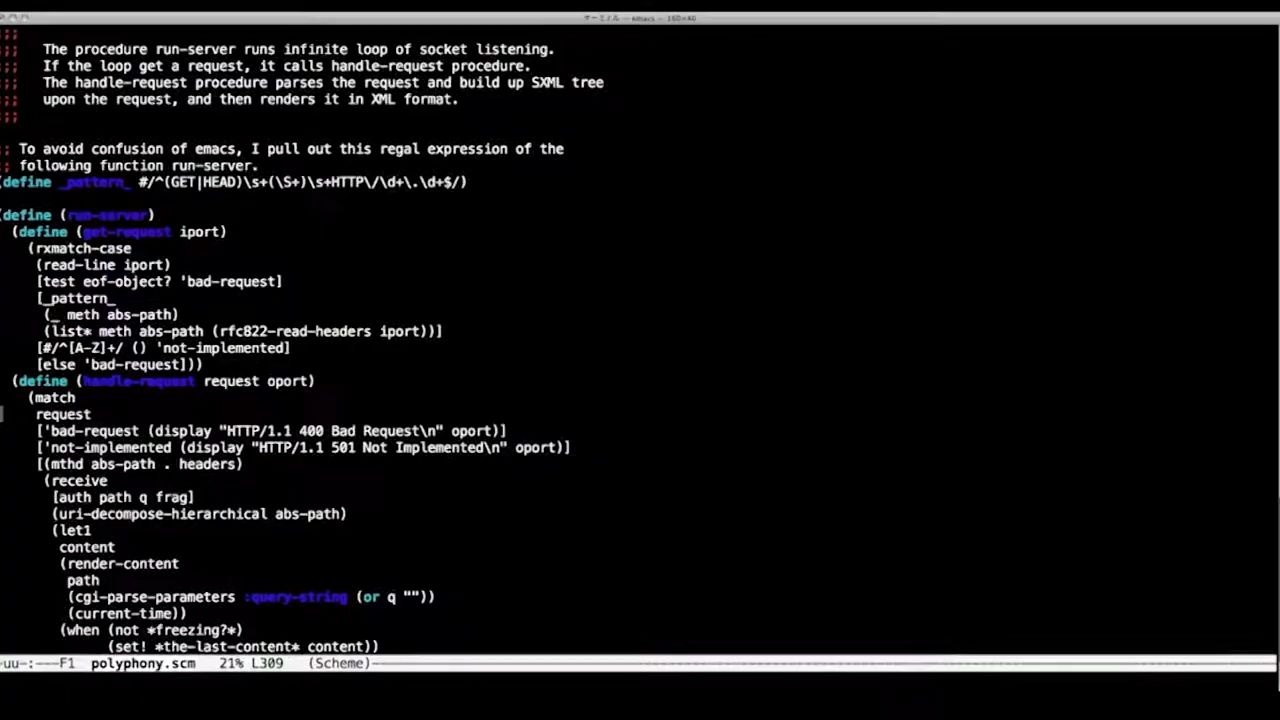 ターミナル — emacs — 160×40
;;;
;;;   The procedure run-server runs infinite loop of socket listening.
;;;   If the loop get a request, it calls handle-request procedure.
;;;   The handle-request procedure parses the request and build up SXML tree
;;;   upon the request, and then renders it in XML format.
;;;
;; To avoid confusion of emacs, I pull out this regal expression of the
;; following function run-server.
(define _pattern_ #/^(GET|HEAD)\s+(\S+)\s+HTTP\/\d+\.\d+$/)
(define (run-server)
(define (get-request iport)
(rxmatch-case
(read-line iport)
[test eof-object? 'bad-request]
[_pattern_
(_ meth abs-path)
(list* meth abs-path (rfc822-read-headers iport))]
[#/^[A-Z]+/ () 'not-implemented]
[else 'bad-request]))
(define (handle-request request oport)
(match
request
['bad-request (display "HTTP/1.1 400 Bad Request\n" oport)]
['not-implemented (display "HTTP/1.1 501 Not Implemented\n" oport)]
[(mthd abs-path . headers)
(receive
[auth path q frag]
(uri-decompose-hierarchical abs-path)
(let1
content
(render-content
path
(cgi-parse-parameters :query-string (or q ""))
(current-time))
(when (not *freezing?*)
(set! *the-last-content* content))
-uu-:---F1  polyphony.scm   21% L309   (Scheme)